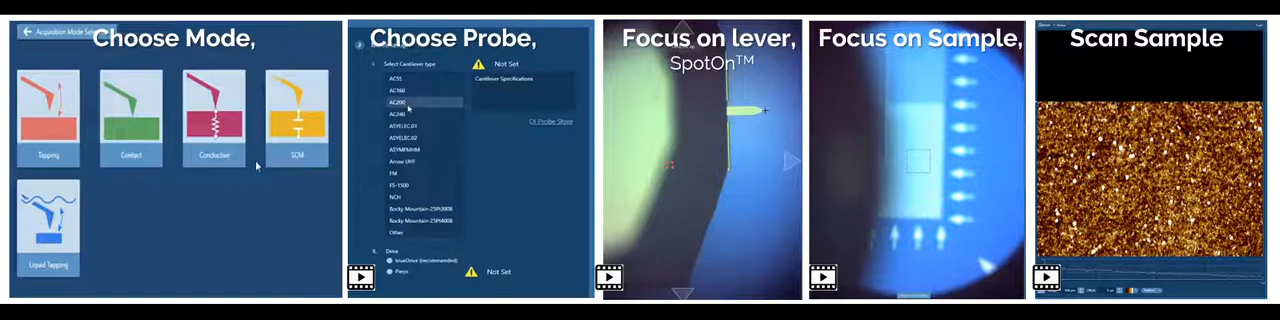 Choose Mode,
Choose Probe,
Focus on lever,
SpotOn™
Focus on Sample,
Scan Sample
Acquisition Mode
Tapping
Contact
Conductive
SCM
Liquid Tapping
I. Select Cantilever type
AC55
AC160
AC200
AC240
ASYELEC.01
ASYELEC.02
ASYMFMHM
Arrow UHF
FM
FS-1500
NCH
Rocky Mountain-25Pt300B
Rocky Mountain-25Pt400B
Other
Not Set
Cantilever Specifications
OI Probe Store
II. Drive
blueDrive (recommended)
Piezo
Not Set